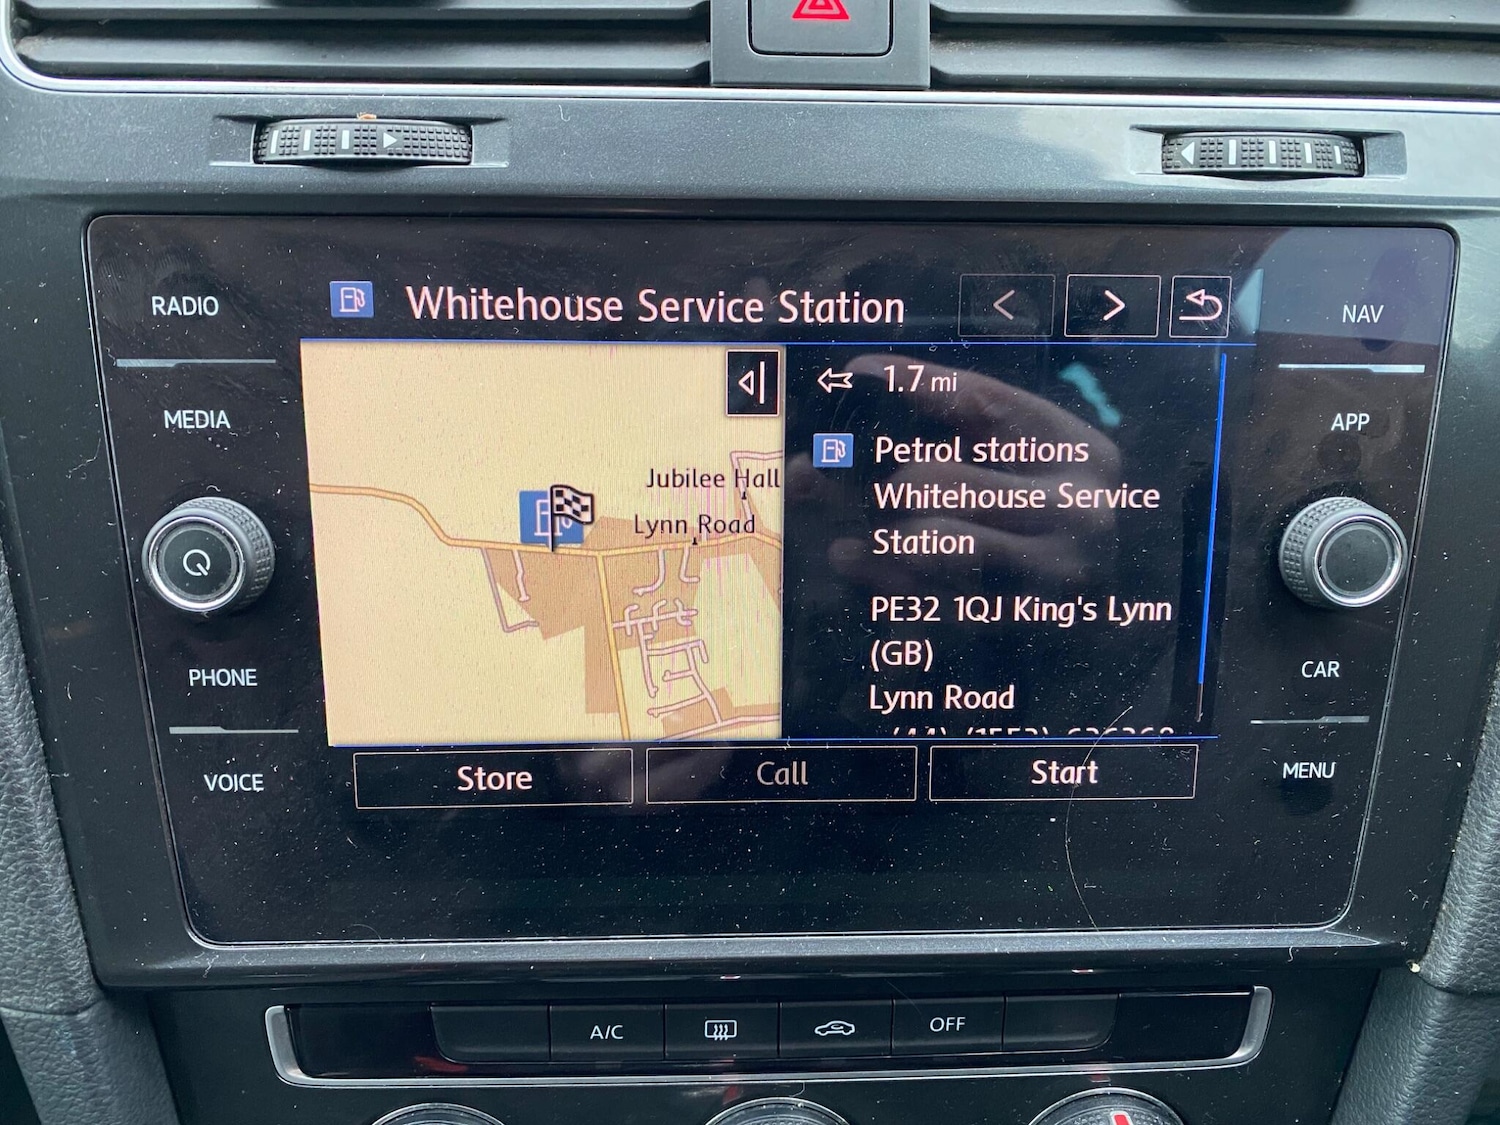 RADIO
MEDIA
PHONE
VOICE
Whitehouse Service Station
NAV
APP
CAR
MENU
1.7 mi
Jubilee Hall
Lynn Road
Petrol stations
Whitehouse Service
Station
PE32 1QJ King's Lynn
(GB)
Lynn Road
Store
Call
Start
A/C
OFF